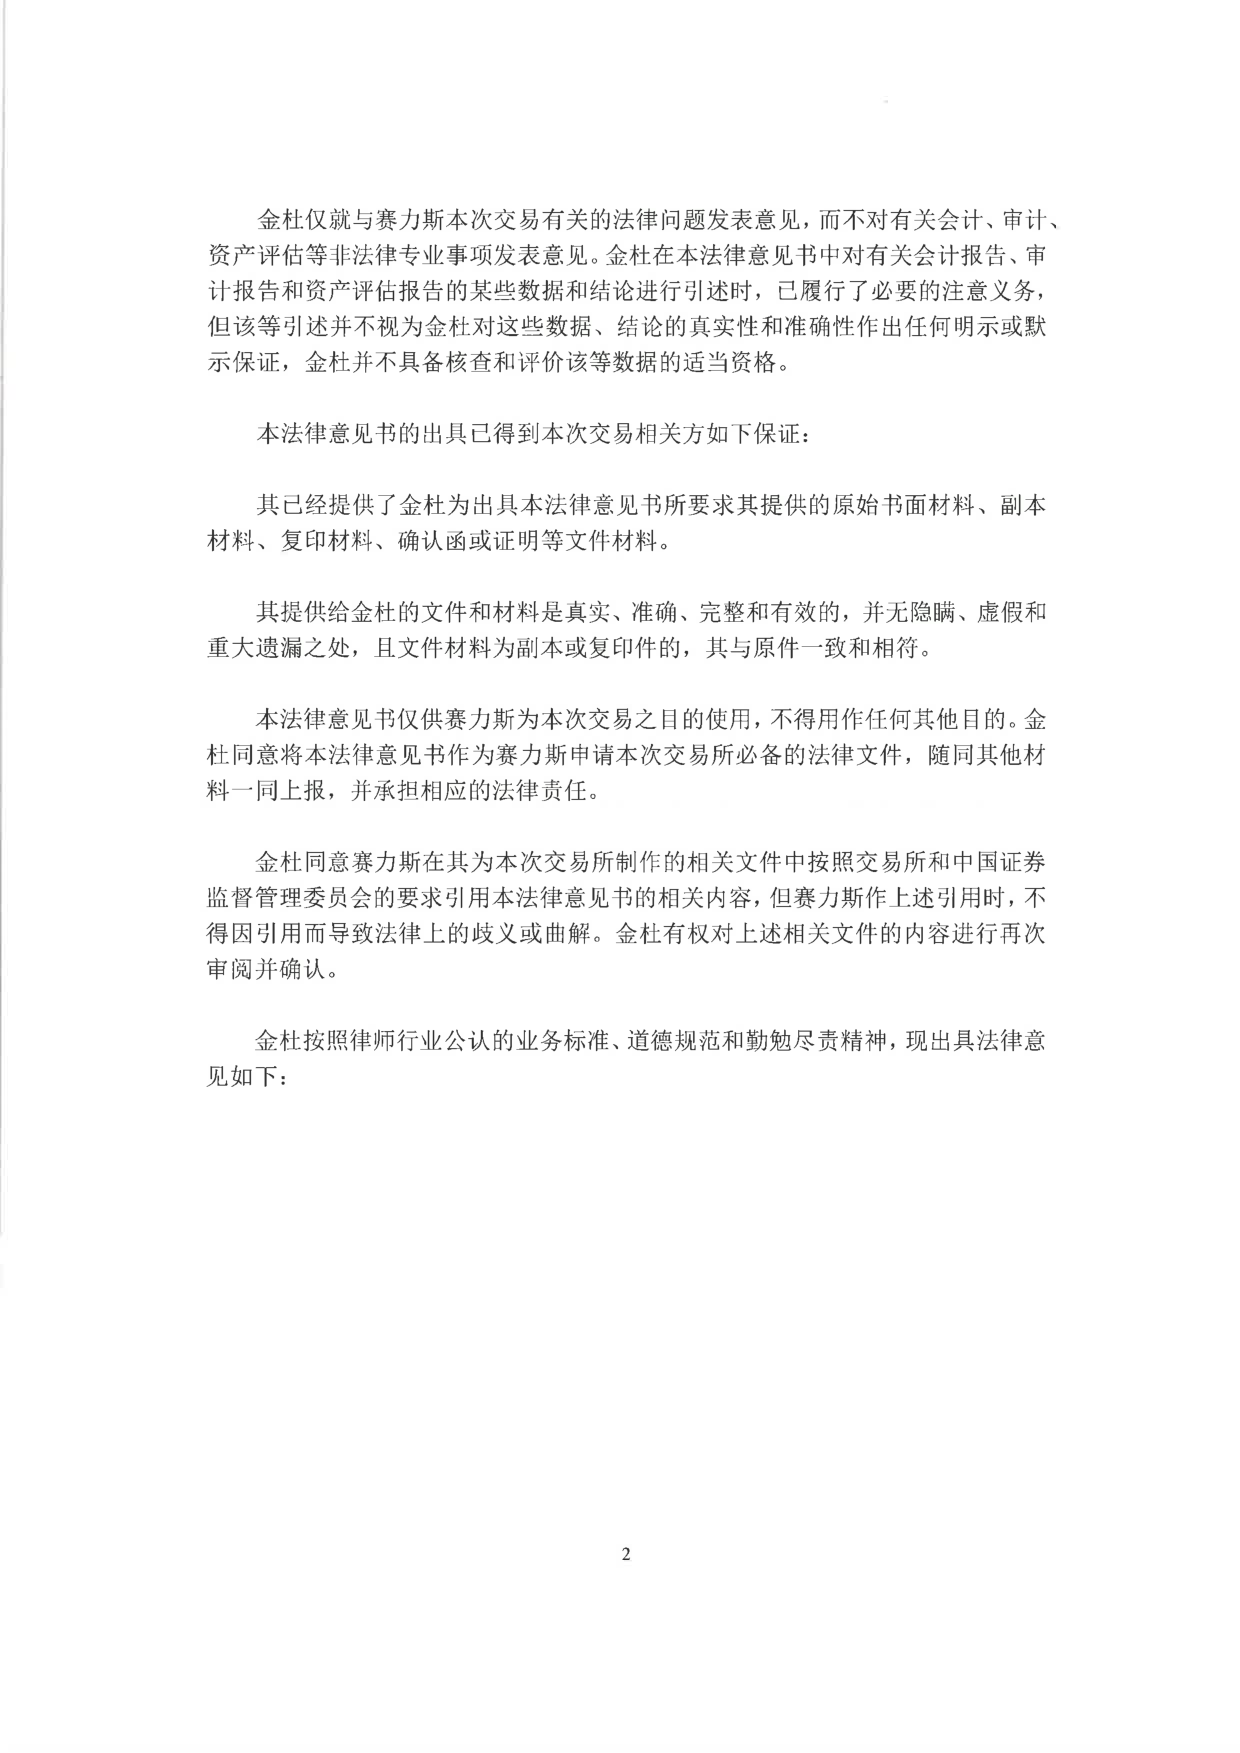 金杜仅就与赛力斯本次交易有关的法律问题发表意见，而不对有关会计、审计、
资产评估等非法律专业事项发表意见。金杜在本法律意见书中对有关会计报告、审
计报告和资产评估报告的某些数据和结论进行引述时，已履行了必要的注意义务，
但该等引述并不视为金杜对这些数据、结论的真实性和准确性作出任何明示或默
示保证，金杜并不具备核查和评价该等数据的适当资格。
本法律意见书的出具已得到本次交易相关方如下保证：
其已经提供了金杜为出具本法律意见书所要求其提供的原始书面材料、副本
材料、复印材料、确认函或证明等文件材料。
其提供给金杜的文件和材料是真实、准确、完整和有效的，并无隐瞒、虚假和
重大遗漏之处，且文件材料为副本或复印件的，其与原件一致和相符。
本法律意见书仅供赛力斯为本次交易之目的使用，不得用作任何其他目的。金
杜同意将本法律意见书作为赛力斯申请本次交易所必备的法律文件，随同其他材
料一同上报，并承担相应的法律责任。
金杜同意赛力斯在其为本次交易所制作的相关文件中按照交易所和中国证券
监督管理委员会的要求引用本法律意见书的相关内容，但赛力斯作上述引用时，不
得因引用而导致法律上的歧义或曲解。金杜有权对上述相关文件的内容进行再次
审阅并确认。
金杜按照律师行业公认的业务标准、道德规范和勤勉尽责精神，现出具法律意
见如下：
2